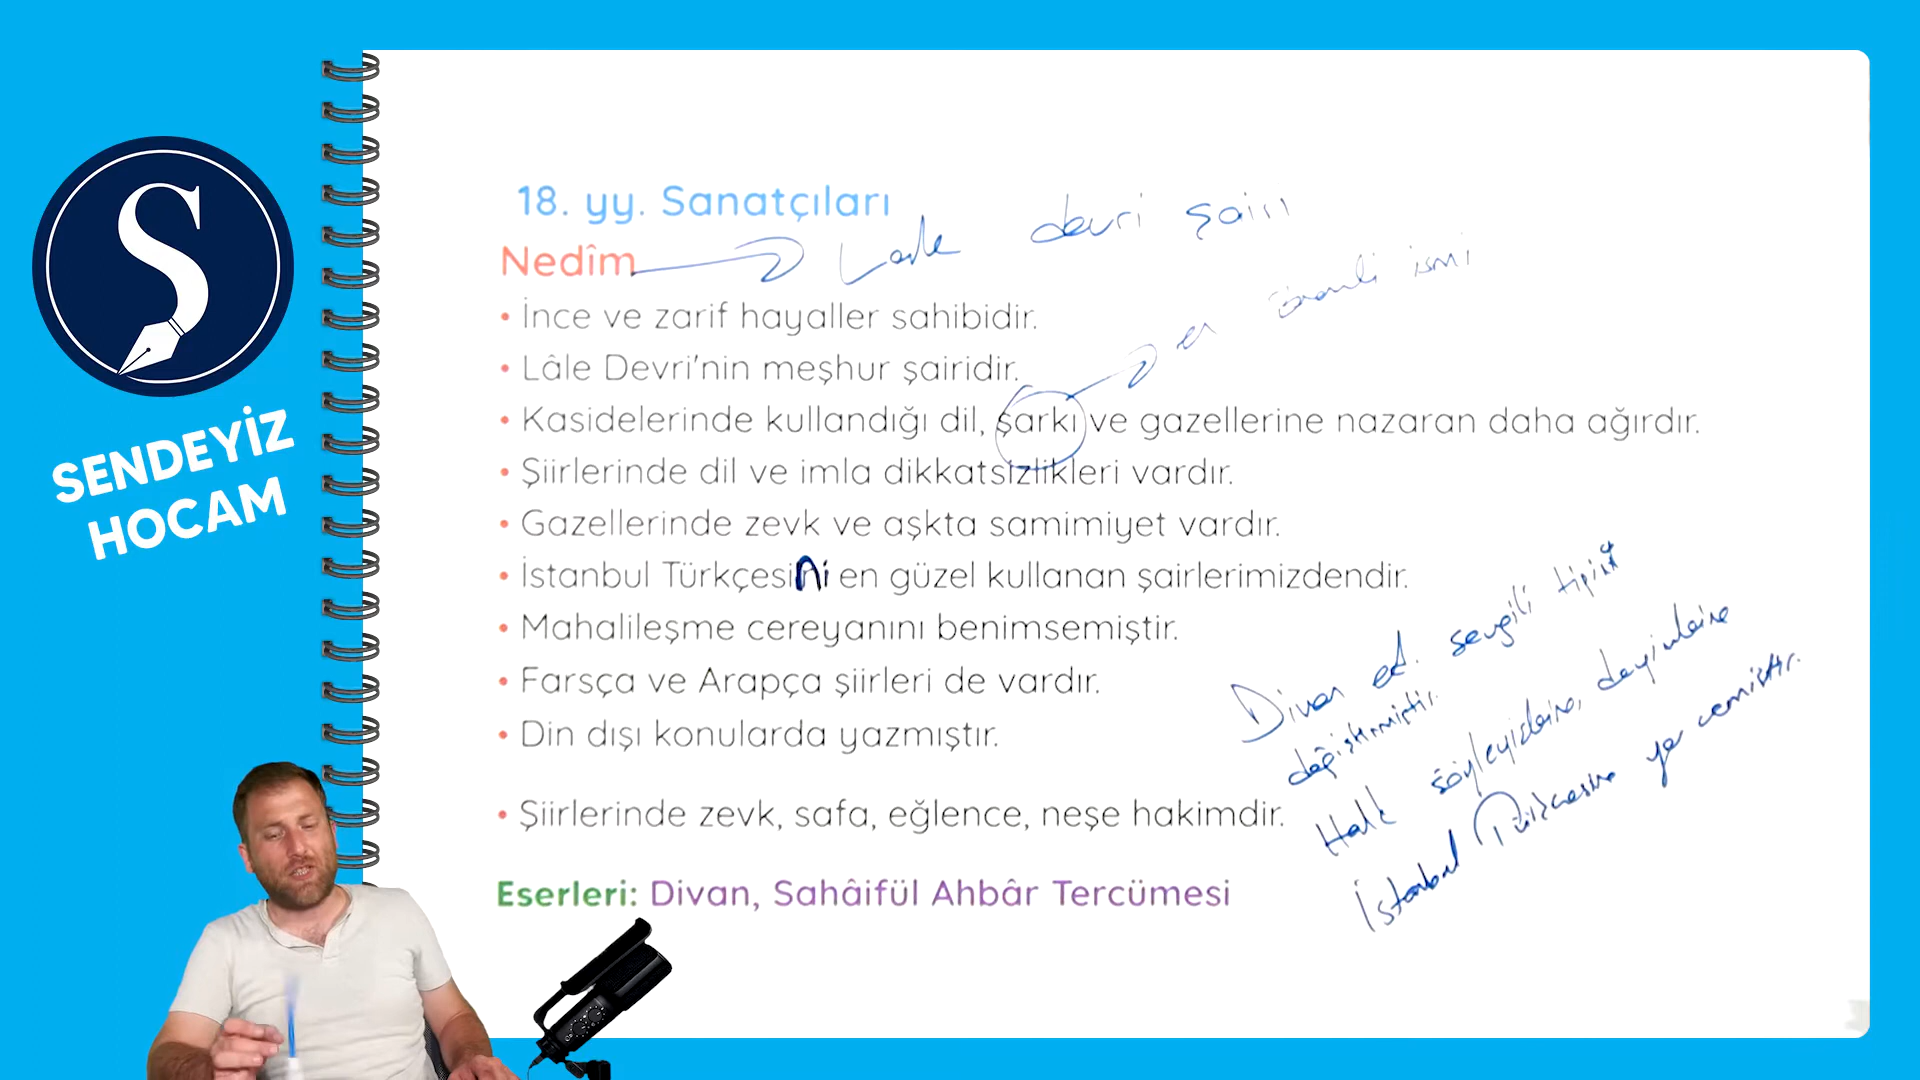 S
SENDEYİZ
HOCAM
18. yy. Sanatçıları
Nedîm → Lale devri şairi
• İnce ve zarif hayaller sahibidir.
• Lâle Devri'nin meşhur şairidir.
→ en önemli ismi
• Kasidelerinde kullandığı dil, şarkı ve gazellerine nazaran daha ağırdır.
• Şiirlerinde dil ve imla dikkatsizlikleri vardır.
• Gazellerinde zevk ve aşkta samimiyet vardır.
• İstanbul Türkçesini en güzel kullanan şairlerimizdendir.
• Mahalileşme cereyanını benimsemiştir.
• Farsça ve Arapça şiirleri de vardır.
• Din dışı konularda yazmıştır.
• Şiirlerinde zevk, safa, eğlence, neşe hakimdir.
Eserleri: Divan, Sahâifül Ahbâr Tercümesi
Divan ed. sevgili tipini
değiştirmiştir.
Halk söyleyişlerine, deyimlerine
İstanbul Türkçesine yer vermiştir.